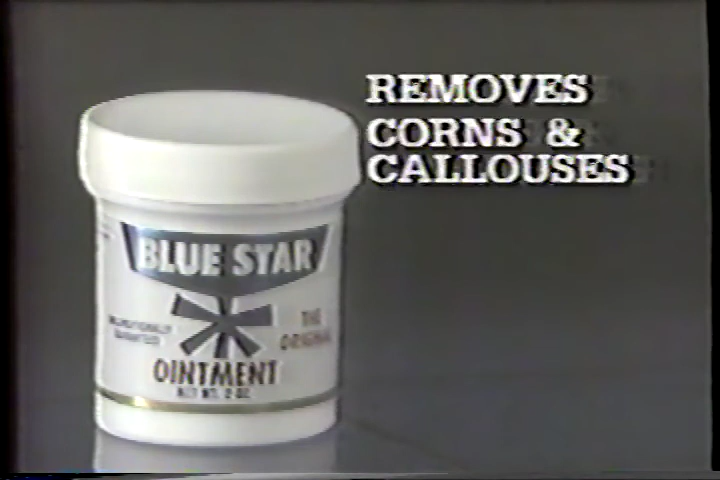 REMOVES
CORNS &
CALLOUSES
BLUE STAR
THE
ORIGINAL
OINTMENT
NET WT. 2 OZ.